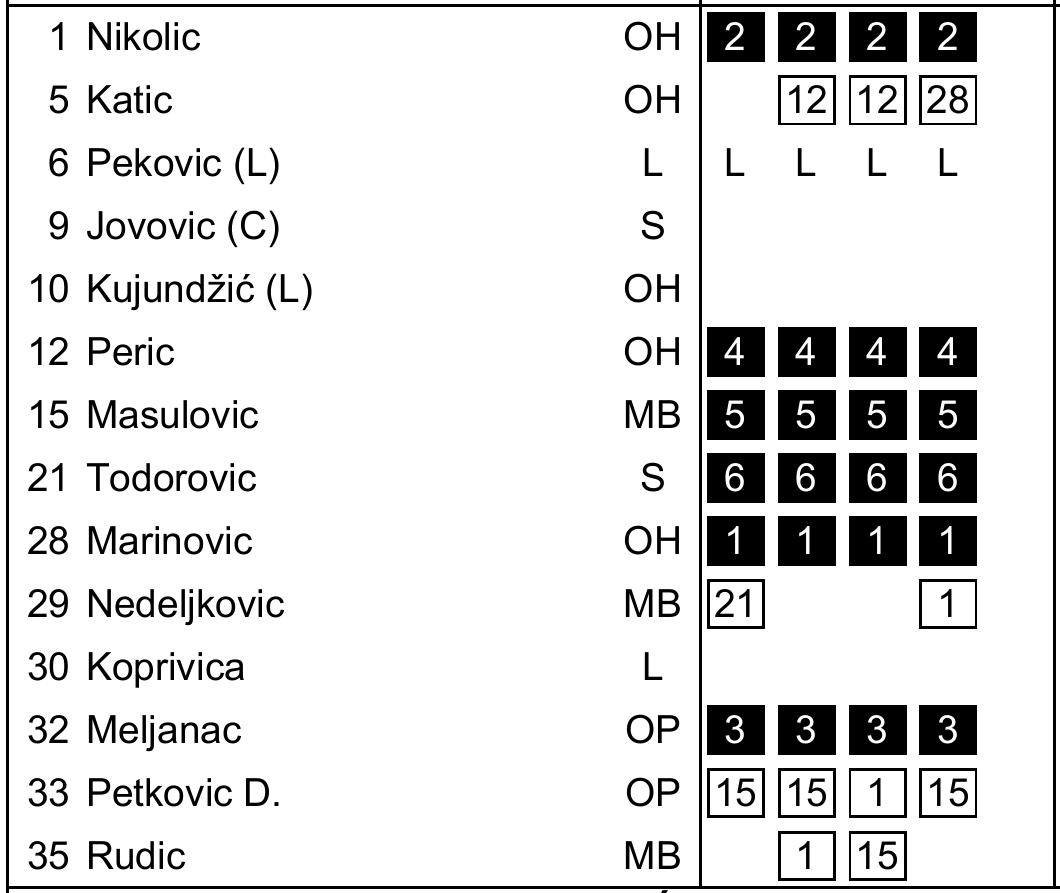 1 Nikolic OH 2 2 2 2
5 Katic OH 12 12 28
6 Pekovic (L) L L L L L
9 Jovovic (C) S
10 Kujundžić (L) OH
12 Peric OH 4 4 4 4
15 Masulovic MB 5 5 5 5
21 Todorovic S 6 6 6 6
28 Marinovic OH 1 1 1 1
29 Nedeljkovic MB 21 1
30 Koprivica L
32 Meljanac OP 3 3 3 3
33 Petkovic D. OP 15 15 1 15
35 Rudic MB 1 15